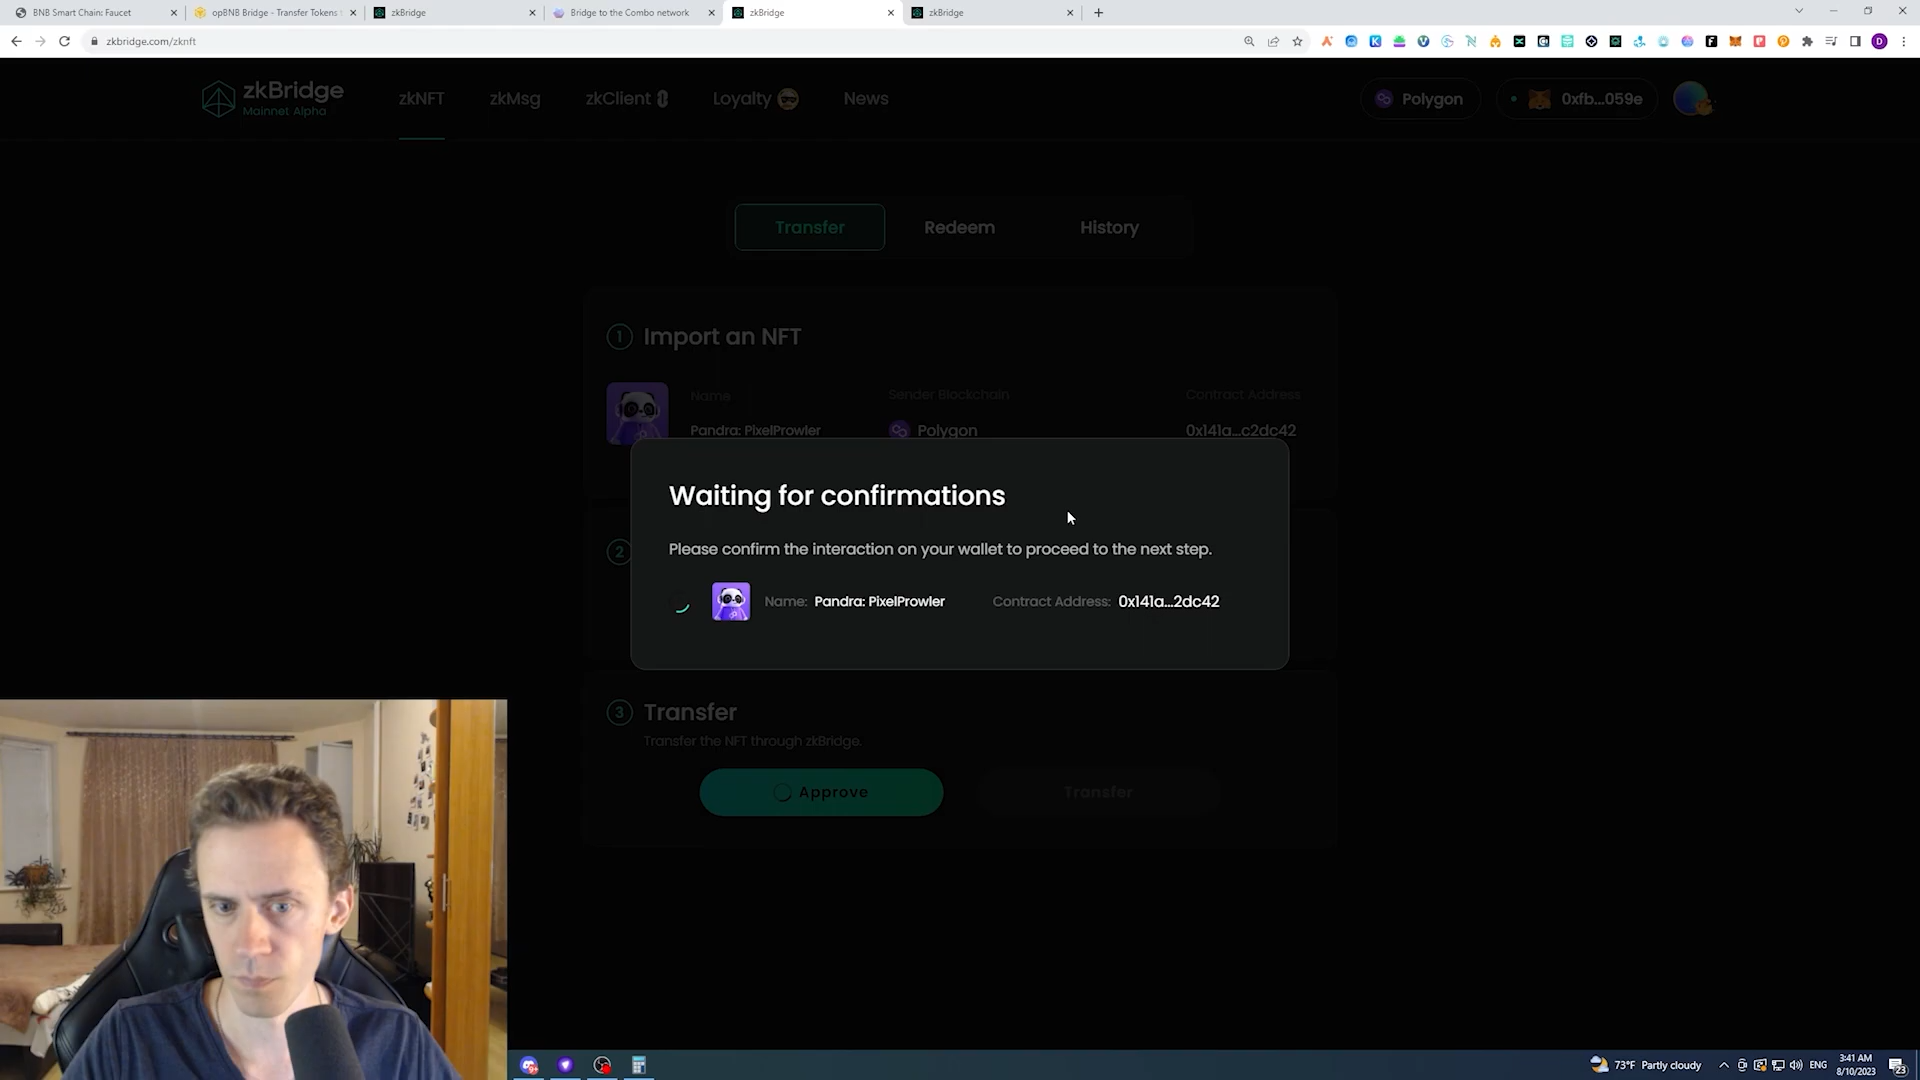 BNB Smart Chain: Faucet
opBNB Bridge - Transfer Tokens
zkBridge
Bridge to the Combo network
zkBridge
zkBridge
zkbridge.com/zknft
zkBridge
Mainnet Alpha
zkNFT
zkMsg
zkClient
Loyalty
News
Polygon
0xfb...059e
Transfer
Redeem
History
1 Import an NFT
Name
Sender Blockchain
Contract Address
Pandra: PixelProwler
Polygon
0x141a...c2dc42
Waiting for confirmations
Please confirm the interaction on your wallet to proceed to the next step.
Name: Pandra: PixelProwler
Contract Address: 0x141a...2dc42
2
3 Transfer
Transfer the NFT through zkBridge.
Approve
Transfer
73°F Partly cloudy
ENG
3:41 AM
8/10/2023
23